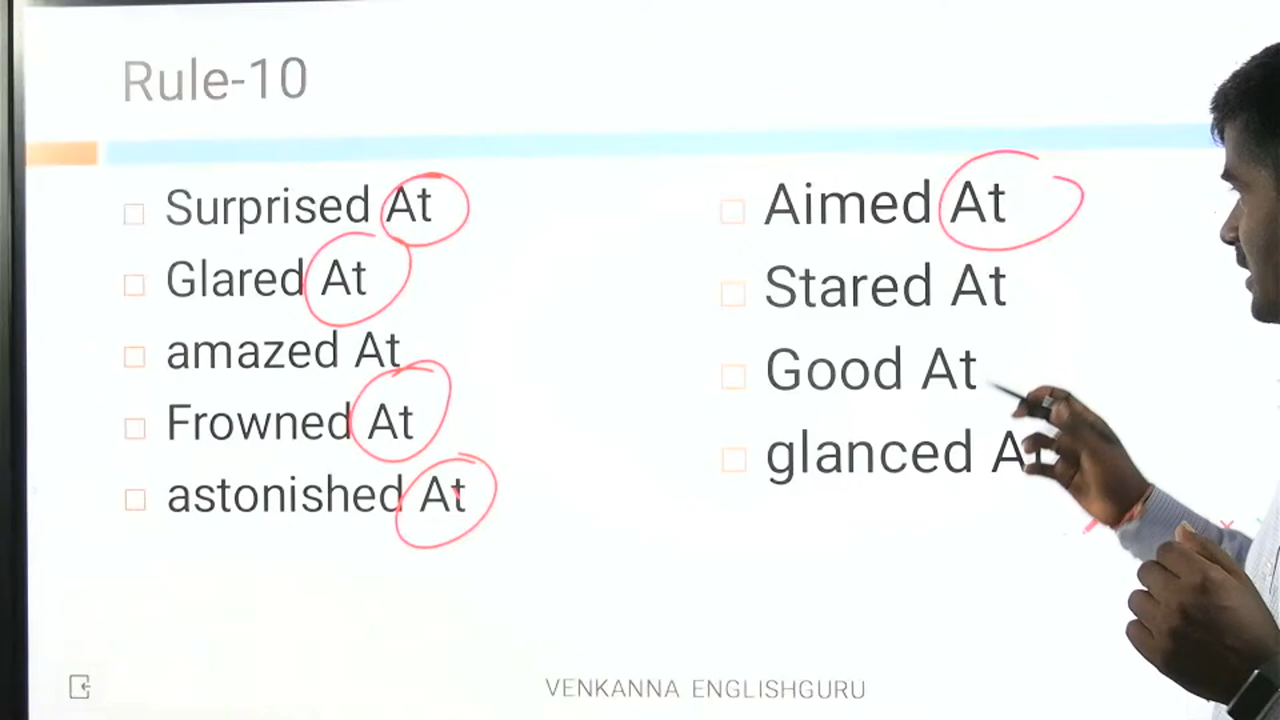 Rule-10
Surprised At
Glared At
amazed At
Frowned At
astonished At
Aimed At
Stared At
Good At
glanced At
VENKANNA ENGLISHGURU